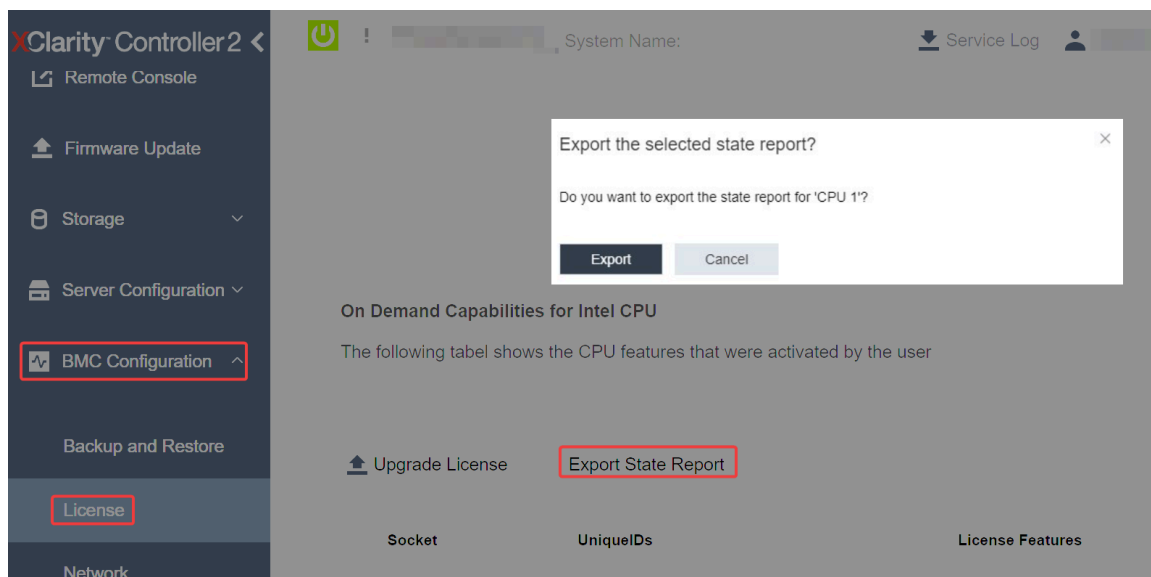 XClarity Controller 2
System Name:
Service Log
Remote Console
Firmware Update
Storage
Server Configuration
BMC Configuration
Backup and Restore
License
Network
Export the selected state report?
Do you want to export the state report for 'CPU 1'?
Export
Cancel
On Demand Capabilities for Intel CPU
The following tabel shows the CPU features that were activated by the user
Upgrade License
Export State Report
Socket
UniqueIDs
License Features